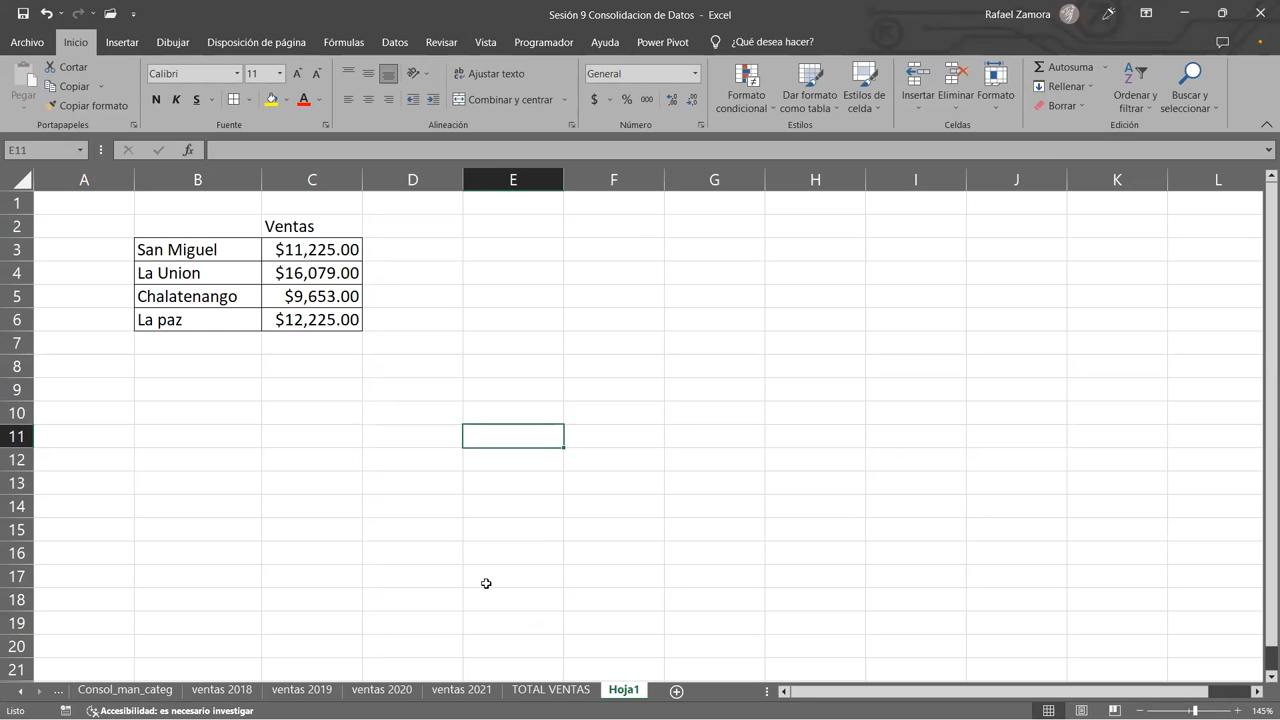 Sesión 9 Consolidacion de Datos - Excel
Rafael Zamora
Archivo Inicio Insertar Dibujar Disposición de página Fórmulas Datos Revisar Vista Programador Ayuda Power Pivot ¿Qué desea hacer?
Pegar
Cortar
Copiar
Copiar formato
Portapapeles
Calibri 11
N K S
Fuente
Ajustar texto
Combinar y centrar
Alineación
General
$ % 000
Número
Formato condicional
Dar formato como tabla
Estilos de celda
Estilos
Insertar Eliminar Formato
Celdas
Autosuma
Rellenar
Borrar
Ordenar y filtrar
Buscar y seleccionar
Edición
E11 fx
A B C D E F G H I J K L
1
2 Ventas
3 San Miguel $11,225.00
4 La Union $16,079.00
5 Chalatenango $9,653.00
6 La paz $12,225.00
7
8
9
10
11
12
13
14
15
16
17
18
19
20
21
... Consol_man_categ ventas 2018 ventas 2019 ventas 2020 ventas 2021 TOTAL VENTAS Hoja1
Listo Accesibilidad: es necesario investigar 145%